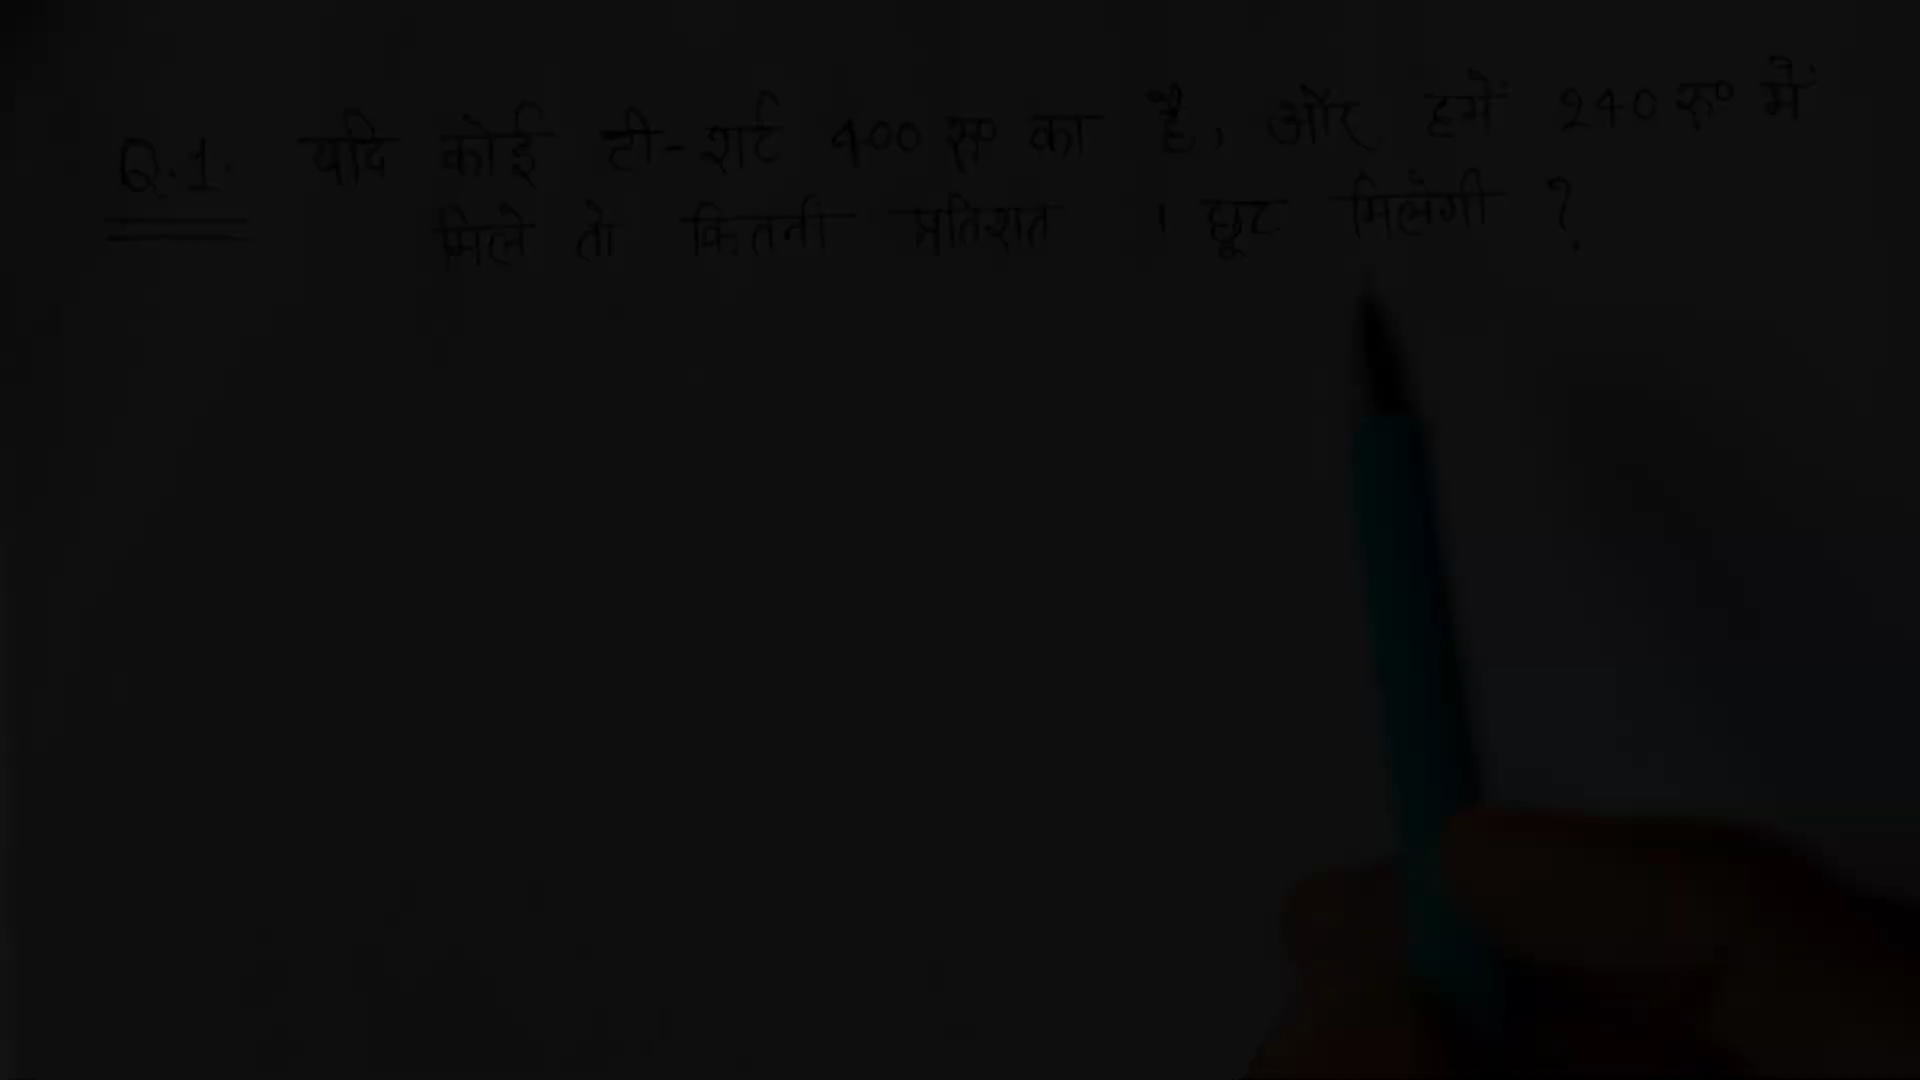 Q.1. यदि कोई टी-शर्ट 400 रु० का है, और हमें 240 रु० में
मिले तो कितनी प्रतिशत । छूट मिलेगी ?